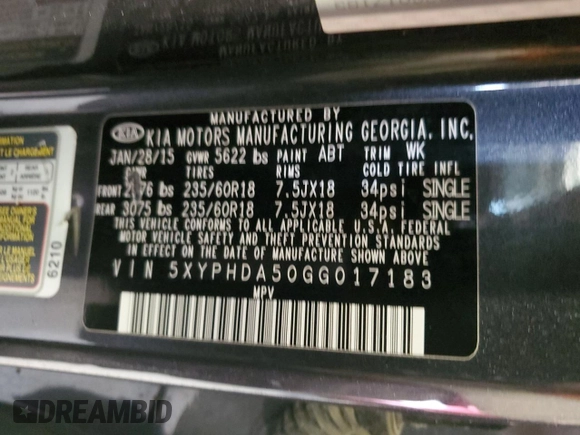 MANUFACTURED BY
KIA KIA MOTORS MANUFACTURING GEORGIA, INC.
JAN/28/15 GVWR 5622 lbs PAINT ABT TRIM WK
TIRES RIMS COLD TIRE INFL
FRONT lbs 235/60R18 7.5JX18 34psi SINGLE
REAR 3075 lbs 235/60R18 7.5JX18 34psi SINGLE
THIS VEHICLE CONFORMS TO ALL APPLICABLE U.S.A. FEDERAL
MOTOR VEHICLE SAFETY AND THEFT PREVENTION STANDARDS
IN EFFECT ON THE DATE OF MANUFACTURE SHOWN ABOVE.
VIN 5XYPHDA50GG017183
MPV
6210
DREAMBID